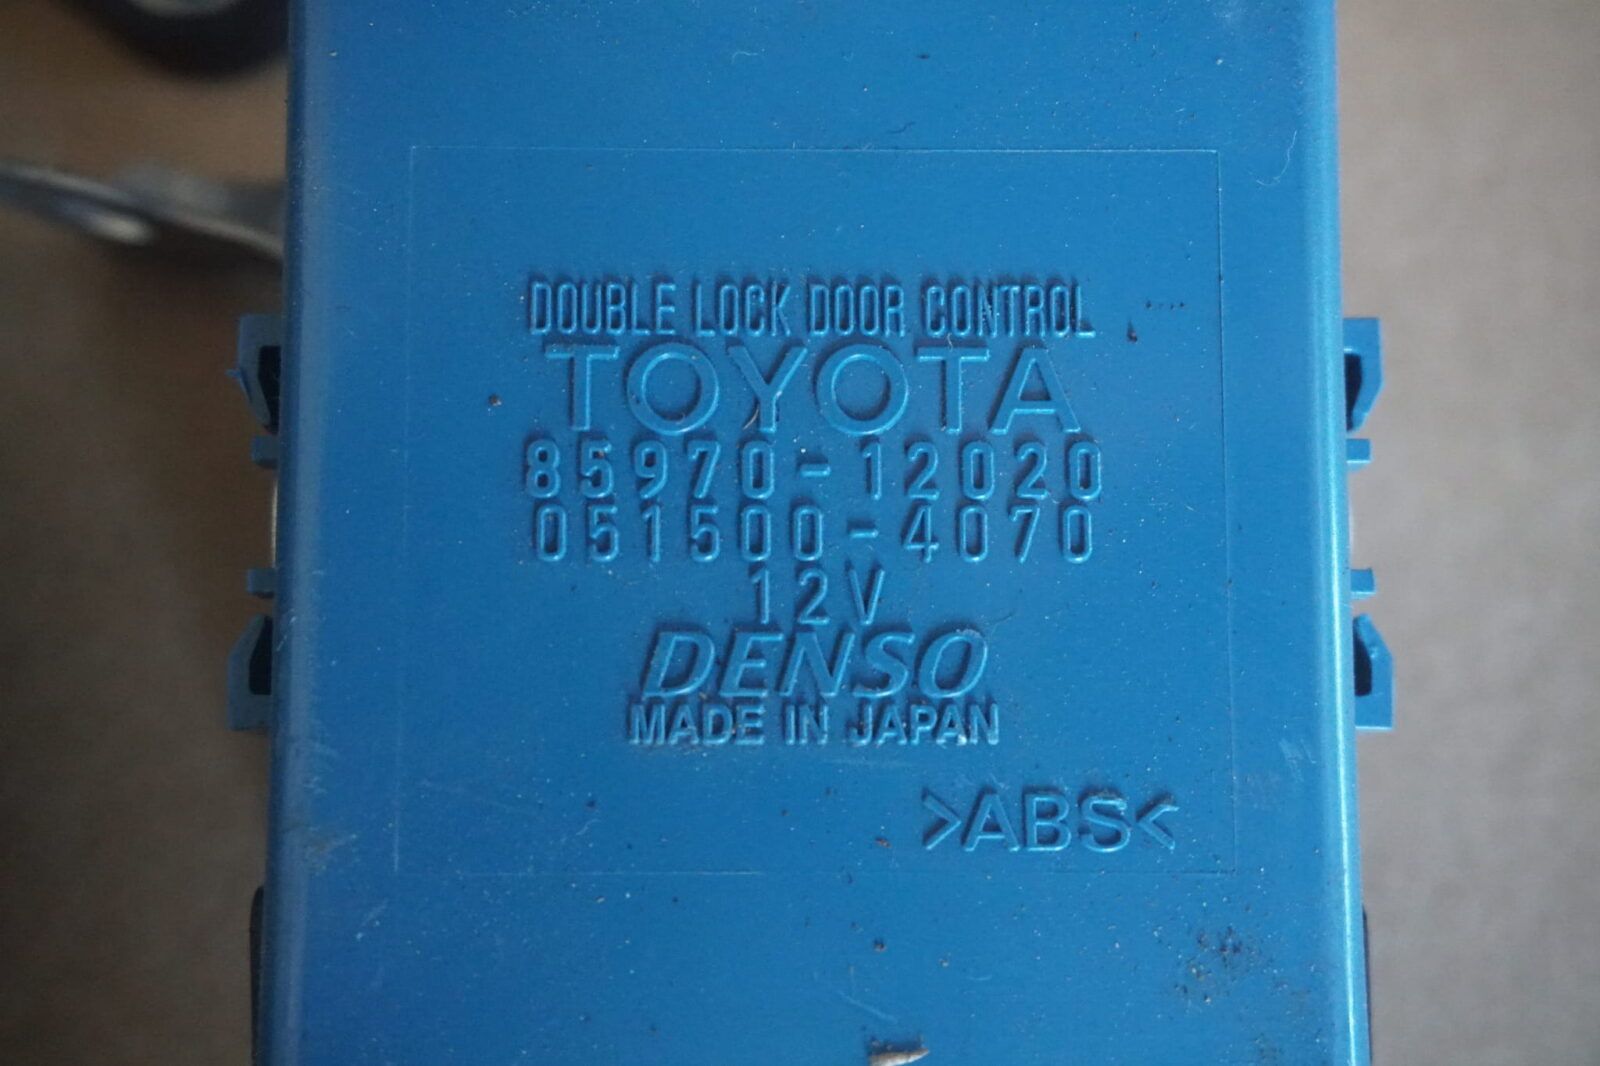 DOUBLE LOCK DOOR CONTROL
TOYOTA
85970-12020
051500-4070
12V
DENSO
MADE IN JAPAN
>ABS<